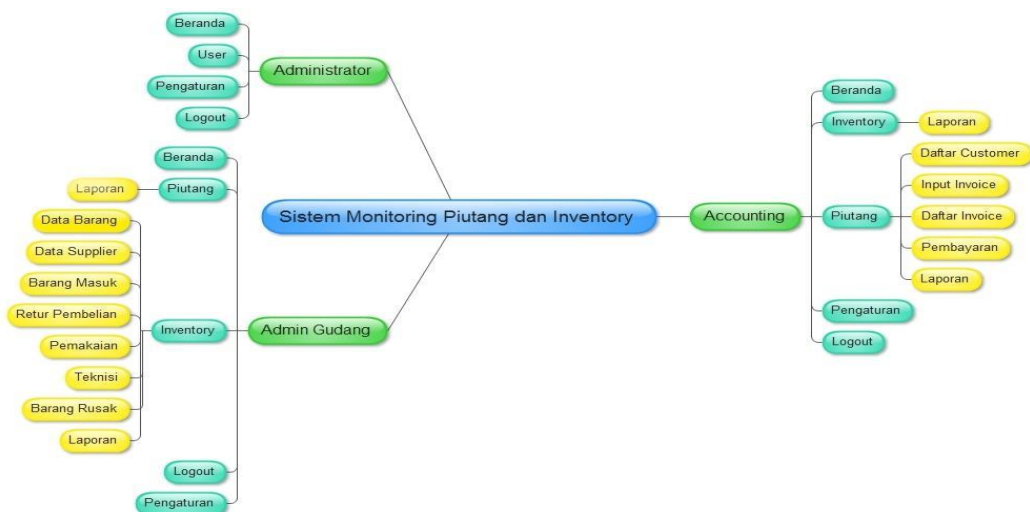 Sistem Monitoring Piutang dan Inventory
Administrator
Beranda
User
Pengaturan
Logout
Admin Gudang
Beranda
Piutang
Laporan
Inventory
Data Barang
Data Supplier
Barang Masuk
Retur Pembelian
Pemakaian
Teknisi
Barang Rusak
Laporan
Logout
Pengaturan
Accounting
Beranda
Inventory
Laporan
Piutang
Daftar Customer
Input Invoice
Daftar Invoice
Pembayaran
Laporan
Pengaturan
Logout